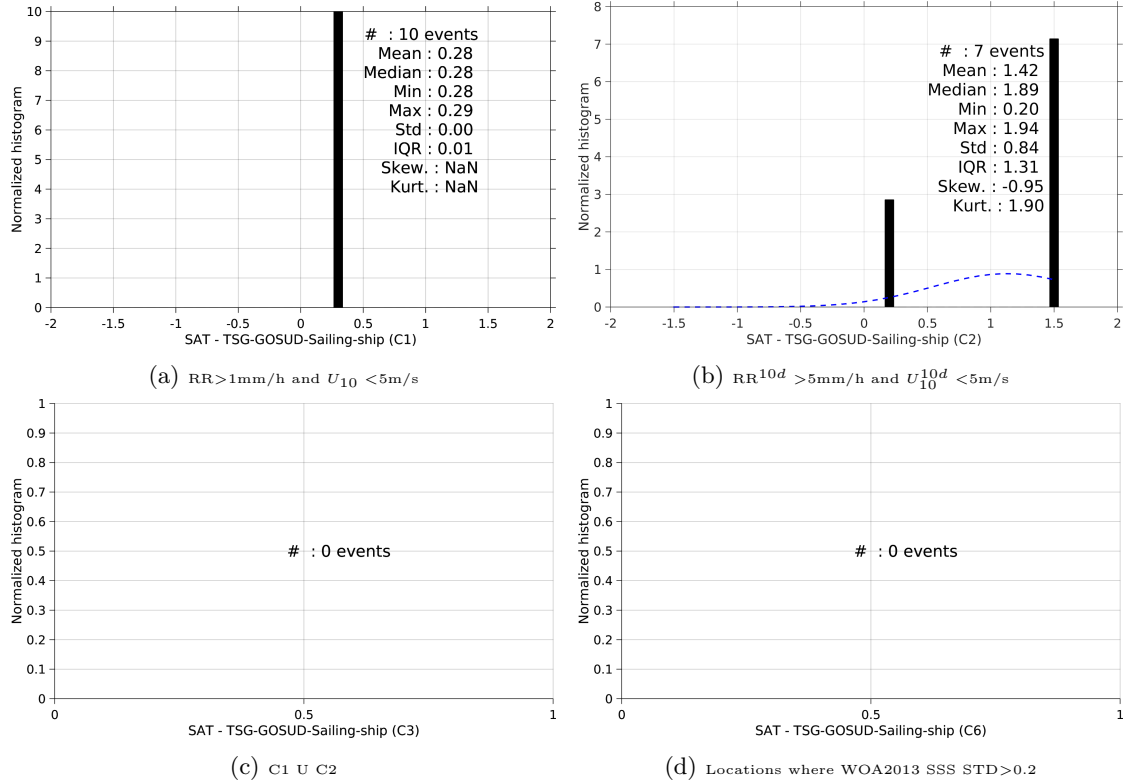 10
9
8
7
6
5
4
3
2
1
0
-2 -1.5 -1 -0.5 0 0.5 1 1.5 2
Normalized histogram
SAT - TSG-GOSUD-Sailing-ship (C1)
# : 10 events
Mean : 0.28
Median : 0.28
Min : 0.28
Max : 0.29
Std : 0.00
IQR : 0.01
Skew. : NaN
Kurt. : NaN
(a) RR>1mm/h and U10 <5m/s
8
7
6
5
4
3
2
1
0
-2 -1.5 -1 -0.5 0 0.5 1 1.5 2
Normalized histogram
SAT - TSG-GOSUD-Sailing-ship (C2)
# : 7 events
Mean : 1.42
Median : 1.89
Min : 0.20
Max : 1.94
Std : 0.84
IQR : 1.31
Skew. : -0.95
Kurt. : 1.90
(b) RR^10d >5mm/h and U10^10d <5m/s
1
0.9
0.8
0.7
0.6
0.5
0.4
0.3
0.2
0.1
0
0 0.5 1
Normalized histogram
SAT - TSG-GOSUD-Sailing-ship (C3)
# : 0 events
(c) C1 U C2
1
0.9
0.8
0.7
0.6
0.5
0.4
0.3
0.2
0.1
0
0 0.5 1
Normalized histogram
SAT - TSG-GOSUD-Sailing-ship (C6)
# : 0 events
(d) Locations where WOA2013 SSS STD>0.2